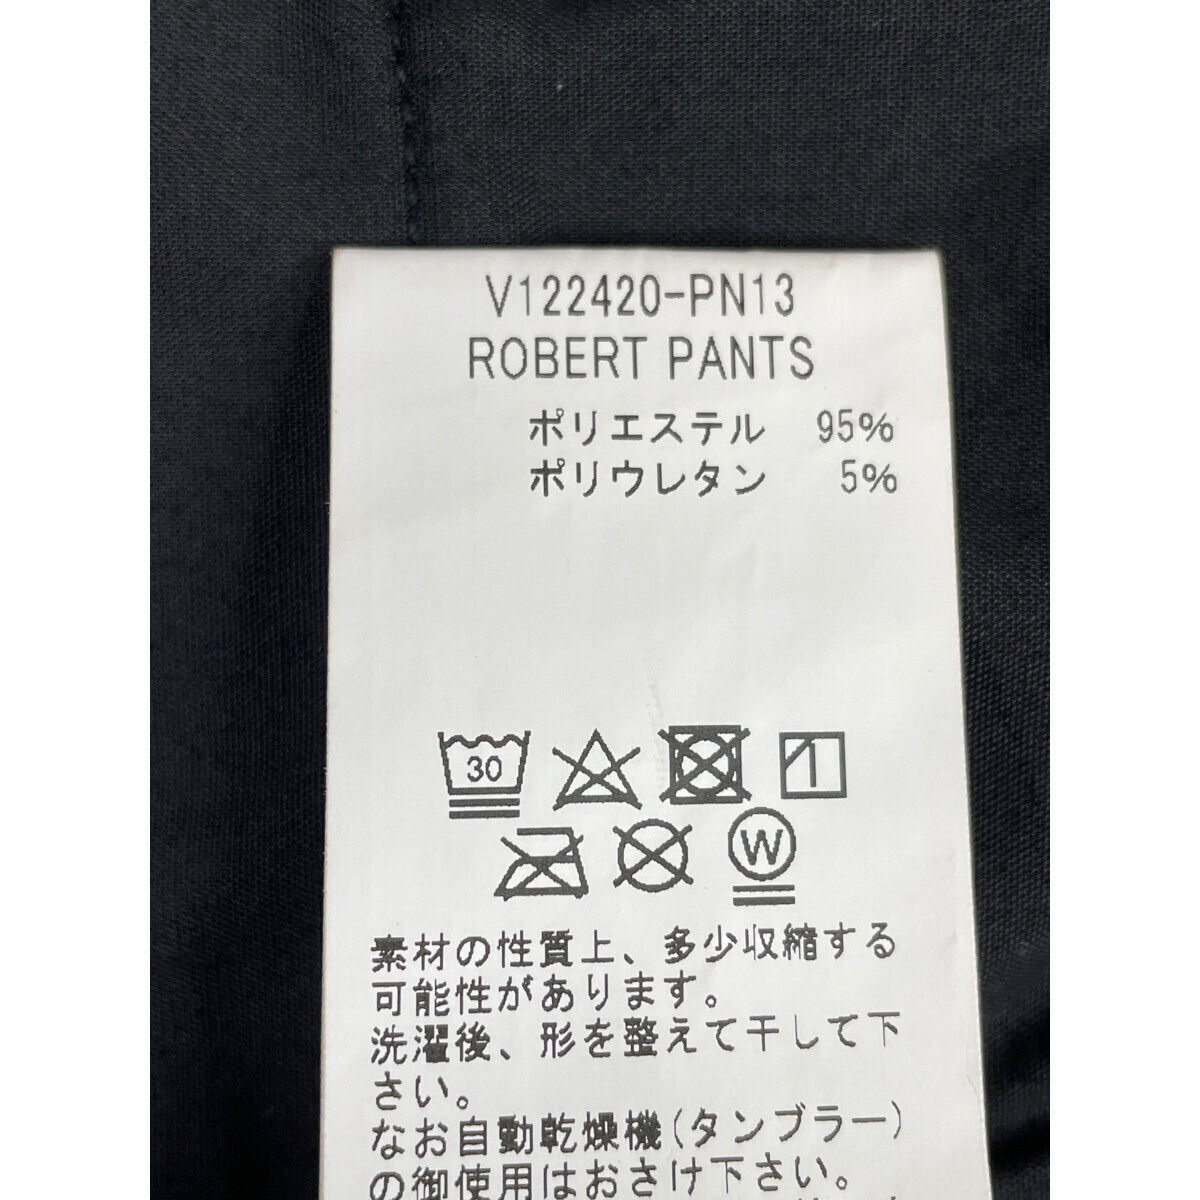 V122420-PN13
ROBERT PANTS
ポリエステル 95%
ポリウレタン 5%
30
W
素材の性質上、多少収縮する
可能性があります。
洗濯後、形を整えて干して下
さい。
なお自動乾燥機(タンブラー)
の御使用はおさけ下さい。